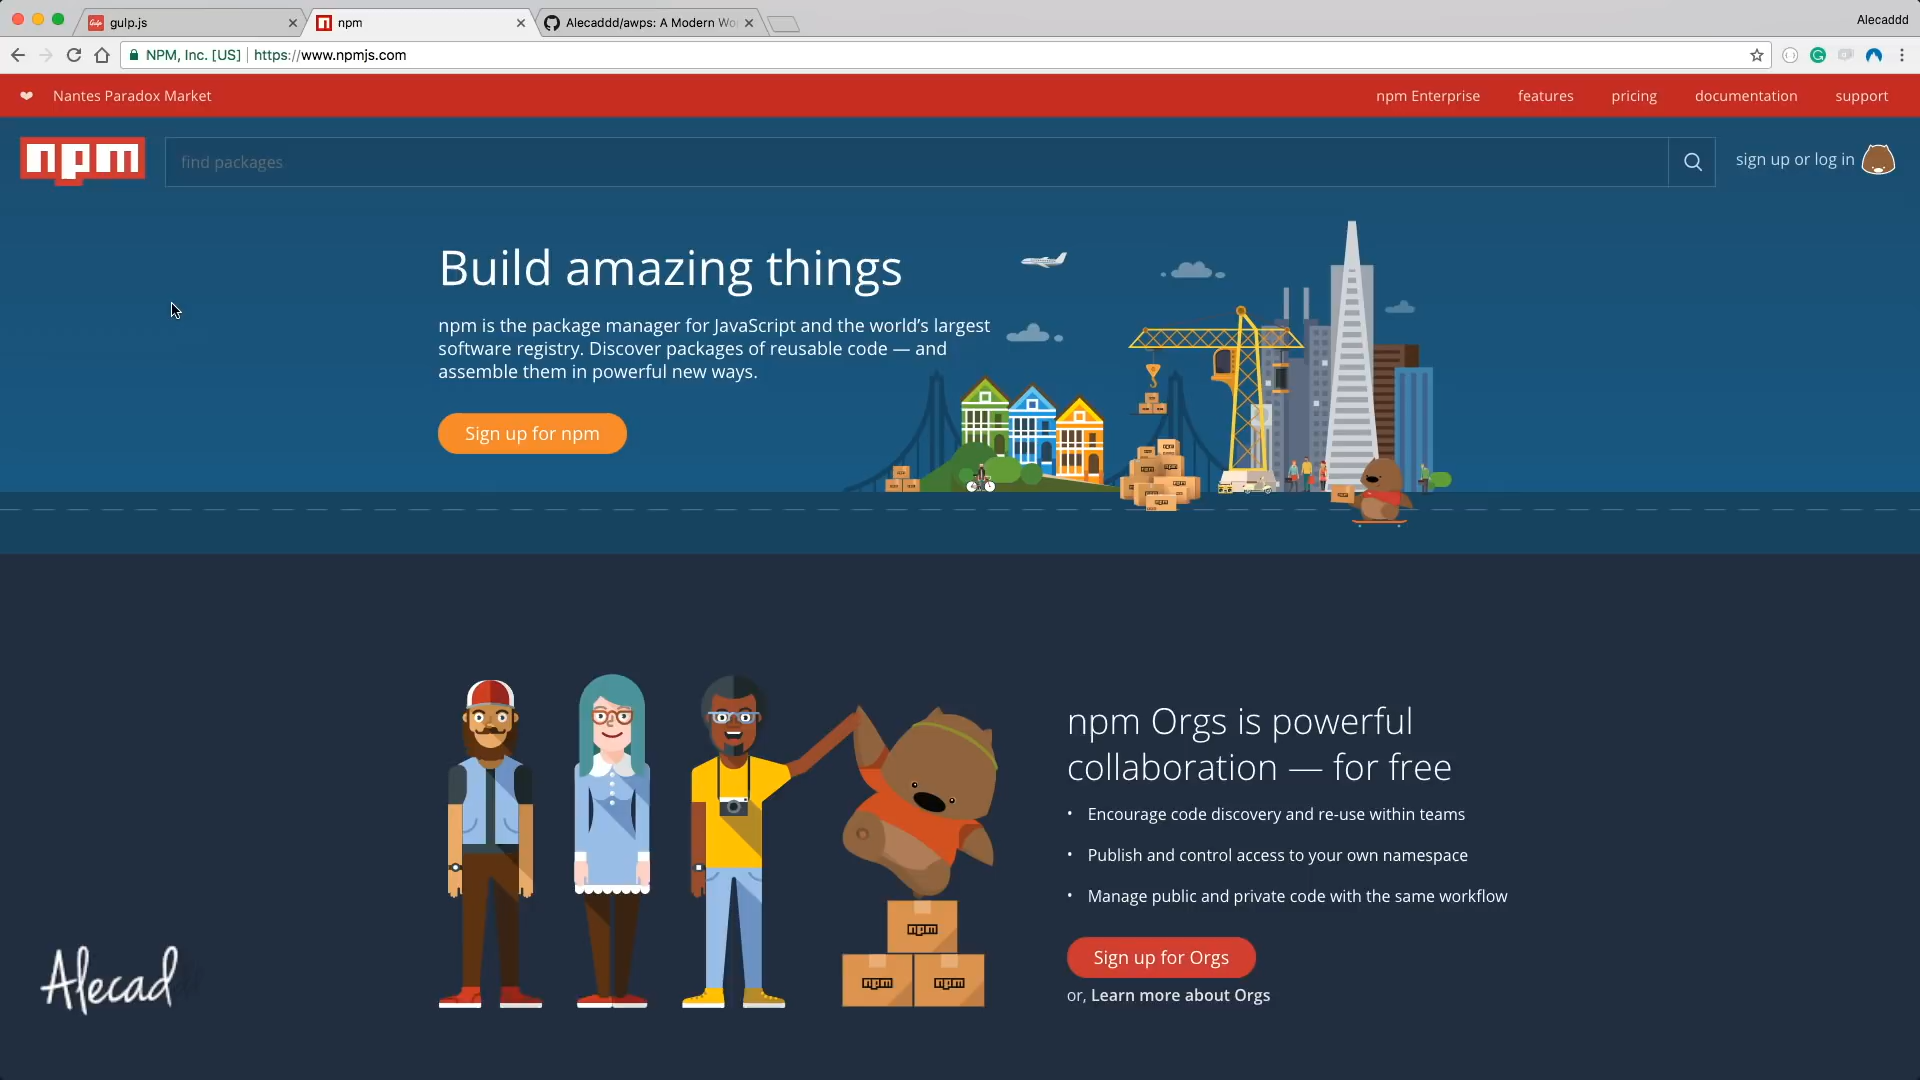 gulp.js
npm
Alecaddd/awps: A Modern Wo
Alecaddd
NPM, Inc. [US]
https://www.npmjs.com
Nantes Paradox Market
npm Enterprise
features
pricing
documentation
support
npm
find packages
sign up or log in
Build amazing things
npm is the package manager for JavaScript and the world's largest
software registry. Discover packages of reusable code — and
assemble them in powerful new ways.
Sign up for npm
npm Orgs is powerful
collaboration — for free
• Encourage code discovery and re-use within teams
• Publish and control access to your own namespace
• Manage public and private code with the same workflow
npm
npm
npm
Sign up for Orgs
or, Learn more about Orgs
Alecad